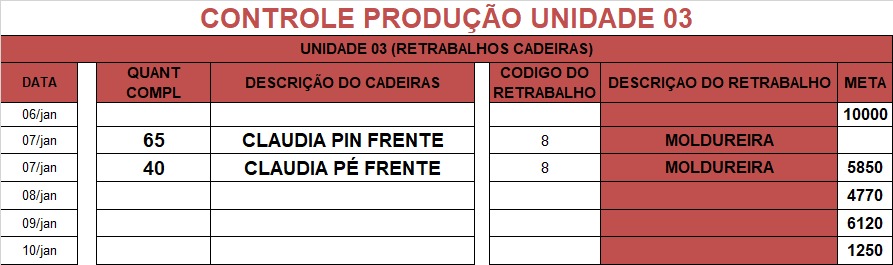 CONTROLE PRODUÇÃO UNIDADE 03
UNIDADE 03 (RETRABALHOS CADEIRAS)
DATA QUANT COMPL DESCRIÇÃO DO CADEIRAS CODIGO DO RETRABALHO DESCRIÇAO DO RETRABALHO META
06/jan 10000
07/jan 65 CLAUDIA PIN FRENTE 8 MOLDUREIRA
07/jan 40 CLAUDIA PÉ FRENTE 8 MOLDUREIRA 5850
08/jan 4770
09/jan 6120
10/jan 1250